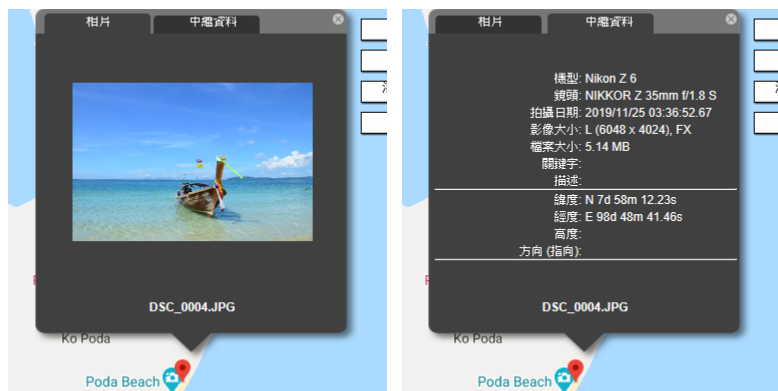 相片
中繼資料
DSC_0004.JPG
Ko Poda
Poda Beach
相片
中繼資料
機型: Nikon Z 6
鏡頭: NIKKOR Z 35mm f/1.8 S
拍攝日期: 2019/11/25 03:36:52.67
影像大小: L (6048 x 4024), FX
檔案大小: 5.14 MB
關鍵字:
描述:
緯度: N 7d 58m 12.23s
經度: E 98d 48m 41.46s
高度:
方向 (指向):
DSC_0004.JPG
Ko Poda
Poda Beach